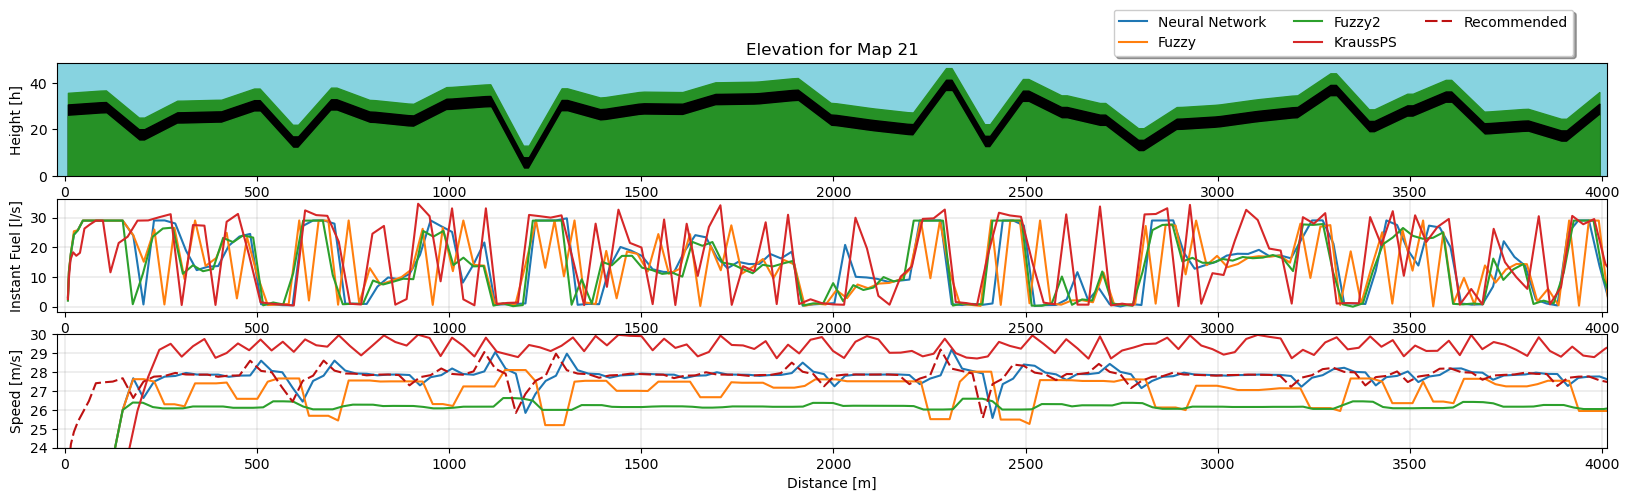 Neural Network Fuzzy2 Recommended
Fuzzy KraussPS
Elevation for Map 21
Height [h]
40
20
0
0 500 1000 1500 2000 2500 3000 3500 4000
Instant Fuel [l/s]
30
20
10
0
0 500 1000 1500 2000 2500 3000 3500 4000
Speed [m/s]
30
29
28
27
26
25
24
0 500 1000 1500 2000 2500 3000 3500 4000
Distance [m]